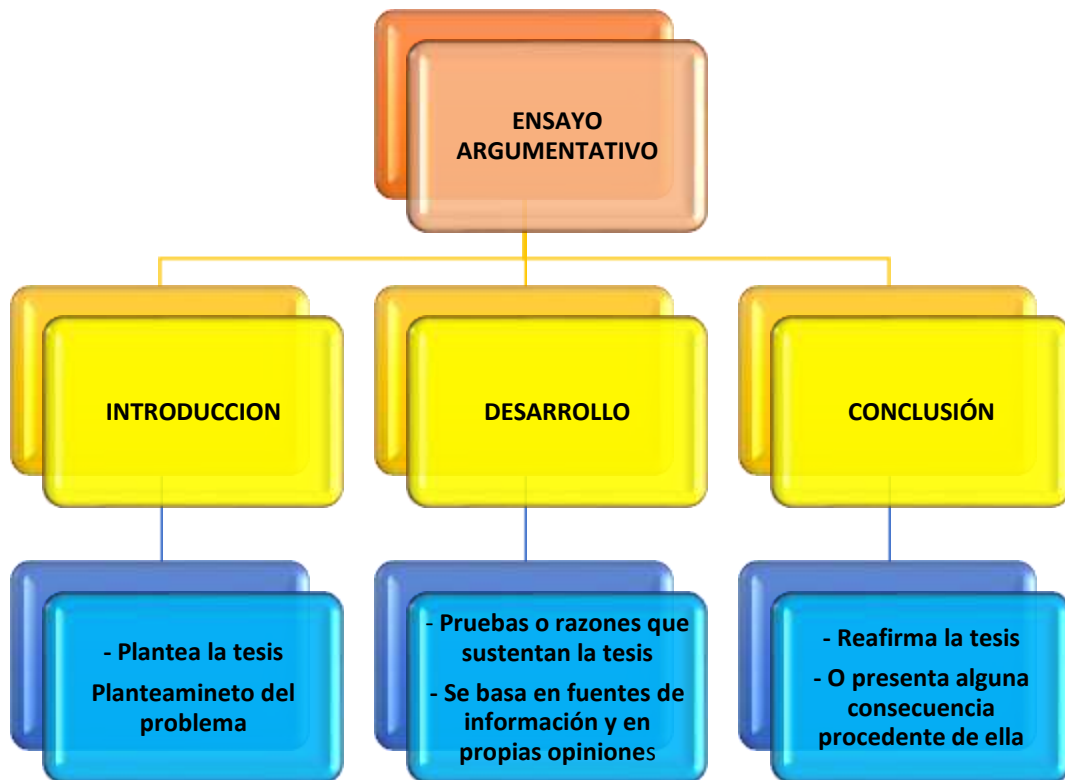 ENSAYO
ARGUMENTATIVO
INTRODUCCION
DESARROLLO
CONCLUSIÓN
- Plantea la tesis
Planteamineto del
problema
- Pruebas o razones que
sustentan la tesis
- Se basa en fuentes de
información y en
propias opiniones
- Reafirma la tesis
- O presenta alguna
consecuencia
procedente de ella